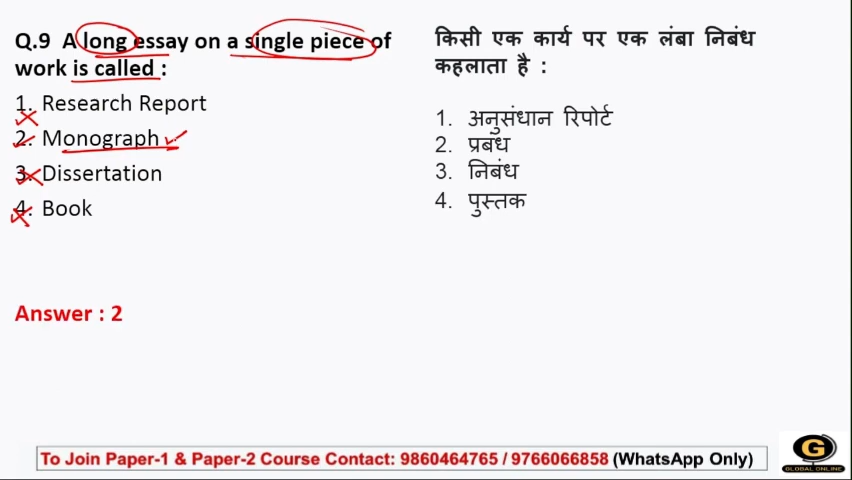 Q.9 A long essay on a single piece of
work is called :
1. Research Report
2. Monograph
3. Dissertation
4. Book
Answer : 2
किसी एक कार्य पर एक लंबा निबंध
कहलाता है :
1. अनुसंधान रिपोर्ट
2. प्रबंध
3. निबंध
4. पुस्तक
To Join Paper-1 & Paper-2 Course Contact: 9860464765 / 9766066858 (WhatsApp Only)
G
GLOBAL ONLINE